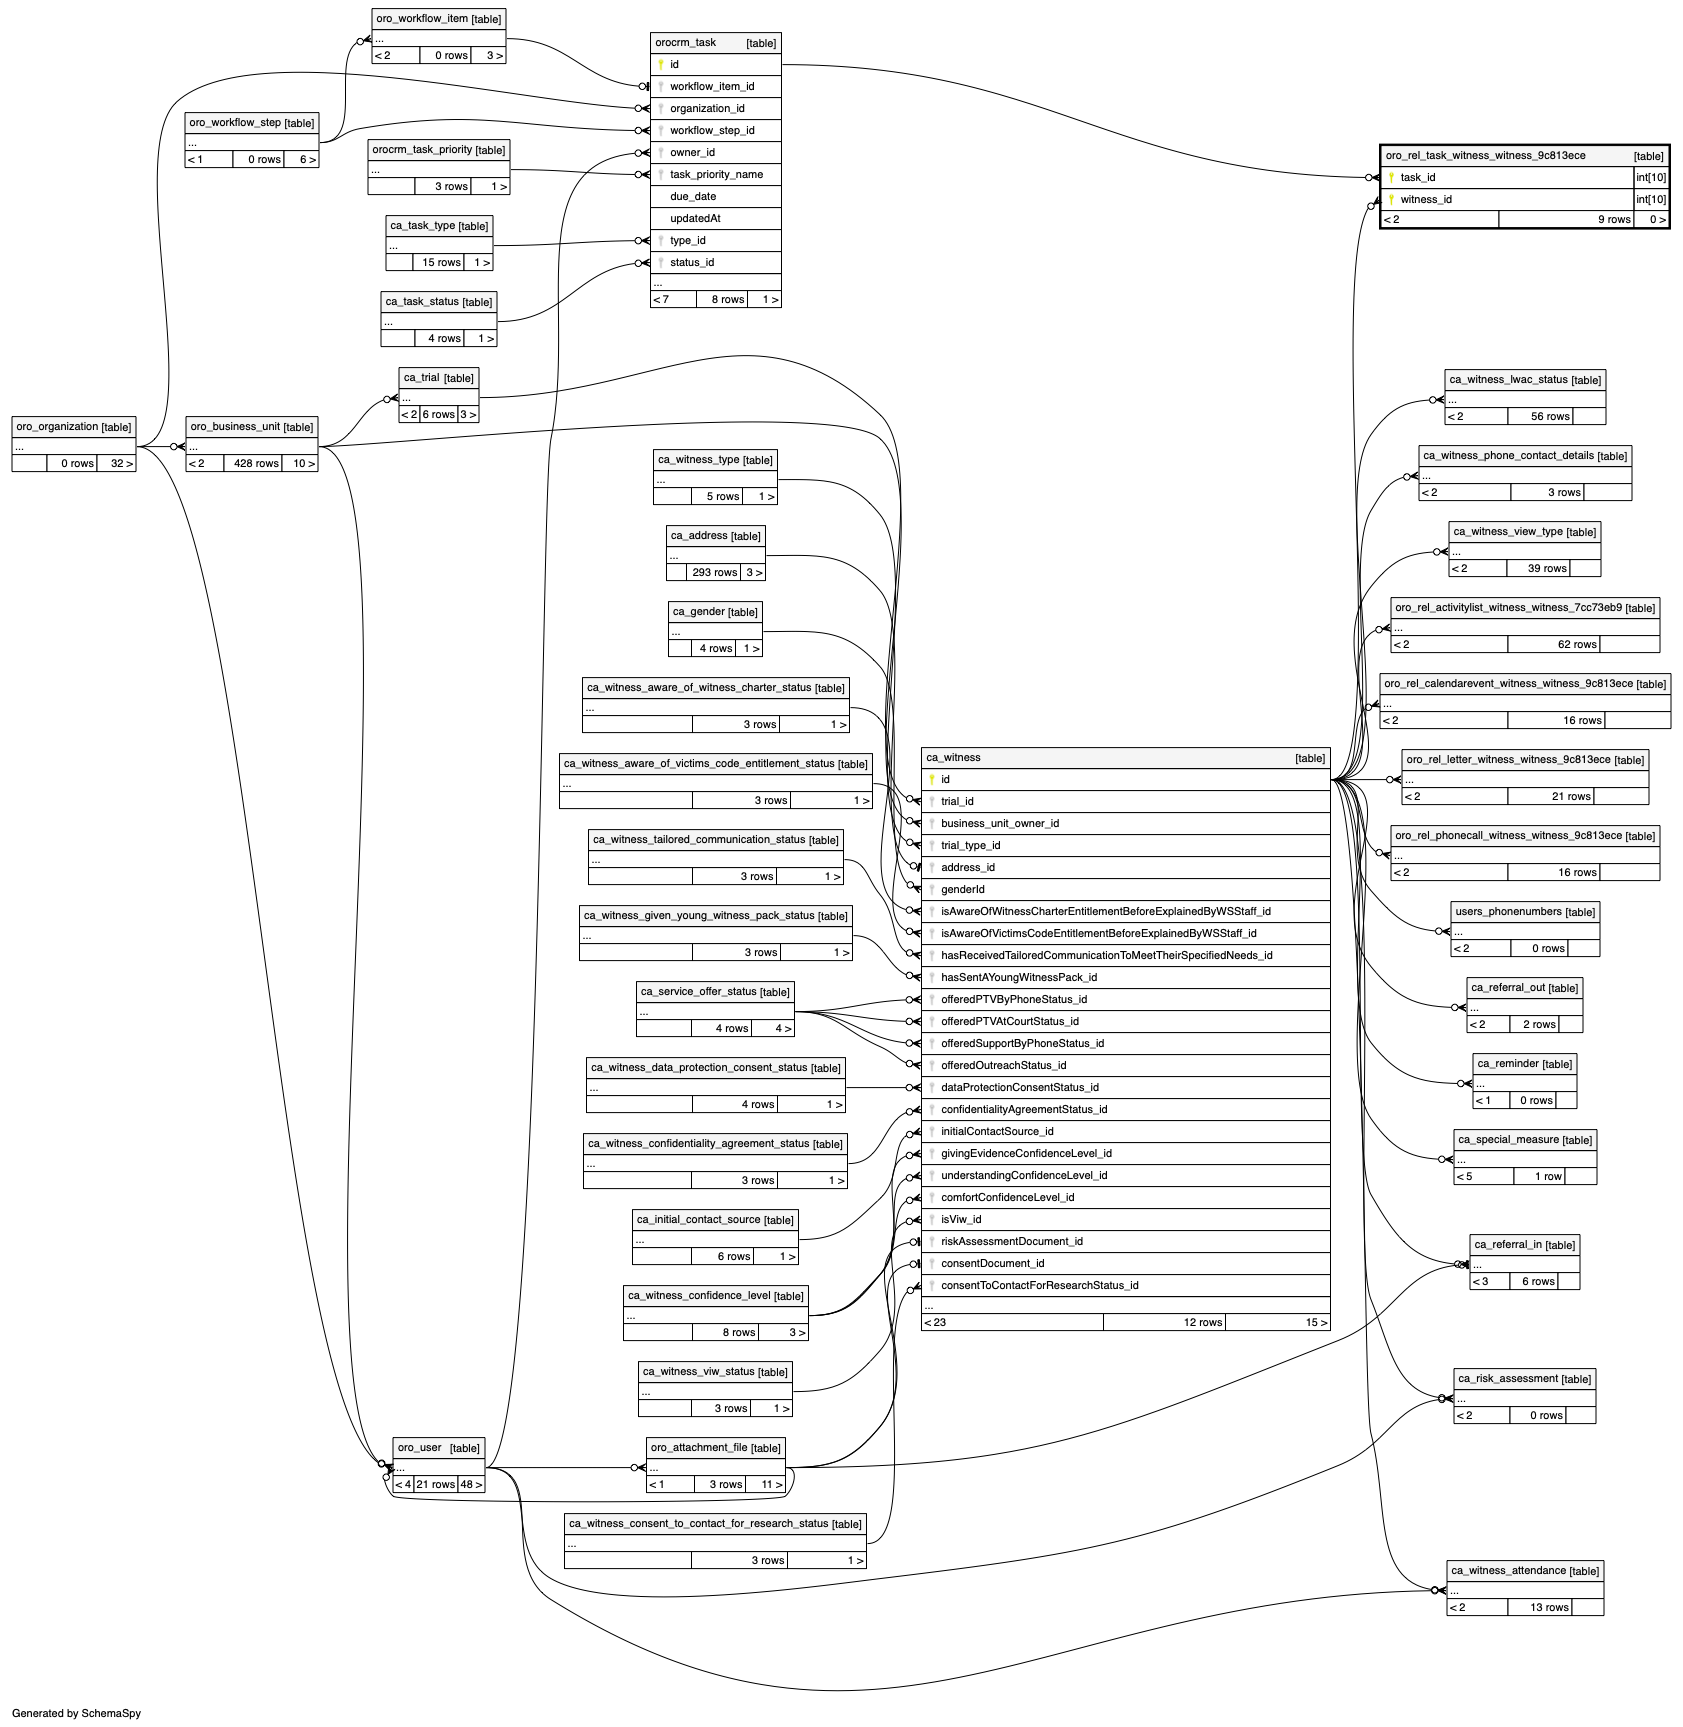 oro_workflow_item [table]
...
< 2 0 rows 3 >
orocrm_task [table]
id
workflow_item_id
organization_id
workflow_step_id
owner_id
task_priority_name
due_date
updatedAt
type_id
status_id
...
< 7 8 rows 1 >
oro_workflow_step [table]
...
< 1 0 rows 6 >
orocrm_task_priority [table]
...
3 rows 1 >
oro_rel_task_witness_witness_9c813ece [table]
task_id int[10]
witness_id int[10]
< 2 9 rows 0 >
ca_task_type [table]
...
15 rows 1 >
ca_task_status [table]
...
4 rows 1 >
ca_trial [table]
...
< 2 6 rows 3 >
oro_organization [table]
...
0 rows 32 >
oro_business_unit [table]
...
< 2 428 rows 10 >
ca_witness_type [table]
...
5 rows 1 >
ca_address [table]
...
293 rows 3 >
ca_gender [table]
...
4 rows 1 >
ca_witness_aware_of_witness_charter_status [table]
...
3 rows 1 >
ca_witness_aware_of_victims_code_entitlement_status [table]
...
3 rows 1 >
ca_witness_tailored_communication_status [table]
...
3 rows 1 >
ca_witness_given_young_witness_pack_status [table]
...
3 rows 1 >
ca_service_offer_status [table]
...
4 rows 4 >
ca_witness_data_protection_consent_status [table]
...
4 rows 1 >
ca_witness_confidentiality_agreement_status [table]
...
3 rows 1 >
ca_initial_contact_source [table]
...
6 rows 1 >
ca_witness_confidence_level [table]
...
8 rows 3 >
ca_witness_viw_status [table]
...
3 rows 1 >
oro_user [table]
...
< 4 21 rows 48 >
oro_attachment_file [table]
...
< 1 3 rows 11 >
ca_witness_consent_to_contact_for_research_status [table]
...
3 rows 1 >
ca_witness [table]
id
trial_id
business_unit_owner_id
trial_type_id
address_id
genderId
isAwareOfWitnessCharterEntitlementBeforeExplainedByWSStaff_id
isAwareOfVictimsCodeEntitlementBeforeExplainedByWSStaff_id
hasReceivedTailoredCommunicationToMeetTheirSpecifiedNeeds_id
hasSentAYoungWitnessPack_id
offeredPTVByPhoneStatus_id
offeredPTVAtCourtStatus_id
offeredSupportByPhoneStatus_id
offeredOutreachStatus_id
dataProtectionConsentStatus_id
confidentialityAgreementStatus_id
initialContactSource_id
givingEvidenceConfidenceLevel_id
understandingConfidenceLevel_id
comfortConfidenceLevel_id
isViw_id
riskAssessmentDocument_id
consentDocument_id
consentToContactForResearchStatus_id
...
< 23 12 rows 15 >
ca_witness_lwac_status [table]
...
< 2 56 rows
ca_witness_phone_contact_details [table]
...
< 2 3 rows
ca_witness_view_type [table]
...
< 2 39 rows
oro_rel_activitylist_witness_witness_7cc73eb9 [table]
...
< 2 62 rows
oro_rel_calendarevent_witness_witness_9c813ece [table]
...
< 2 16 rows
oro_rel_letter_witness_witness_9c813ece [table]
...
< 2 21 rows
oro_rel_phonecall_witness_witness_9c813ece [table]
...
< 2 16 rows
users_phonenumbers [table]
...
< 2 0 rows
ca_referral_out [table]
...
< 2 2 rows
ca_reminder [table]
...
< 1 0 rows
ca_special_measure [table]
...
< 5 1 row
ca_referral_in [table]
...
< 3 6 rows
ca_risk_assessment [table]
...
< 2 0 rows
ca_witness_attendance [table]
...
< 2 13 rows
Generated by SchemaSpy